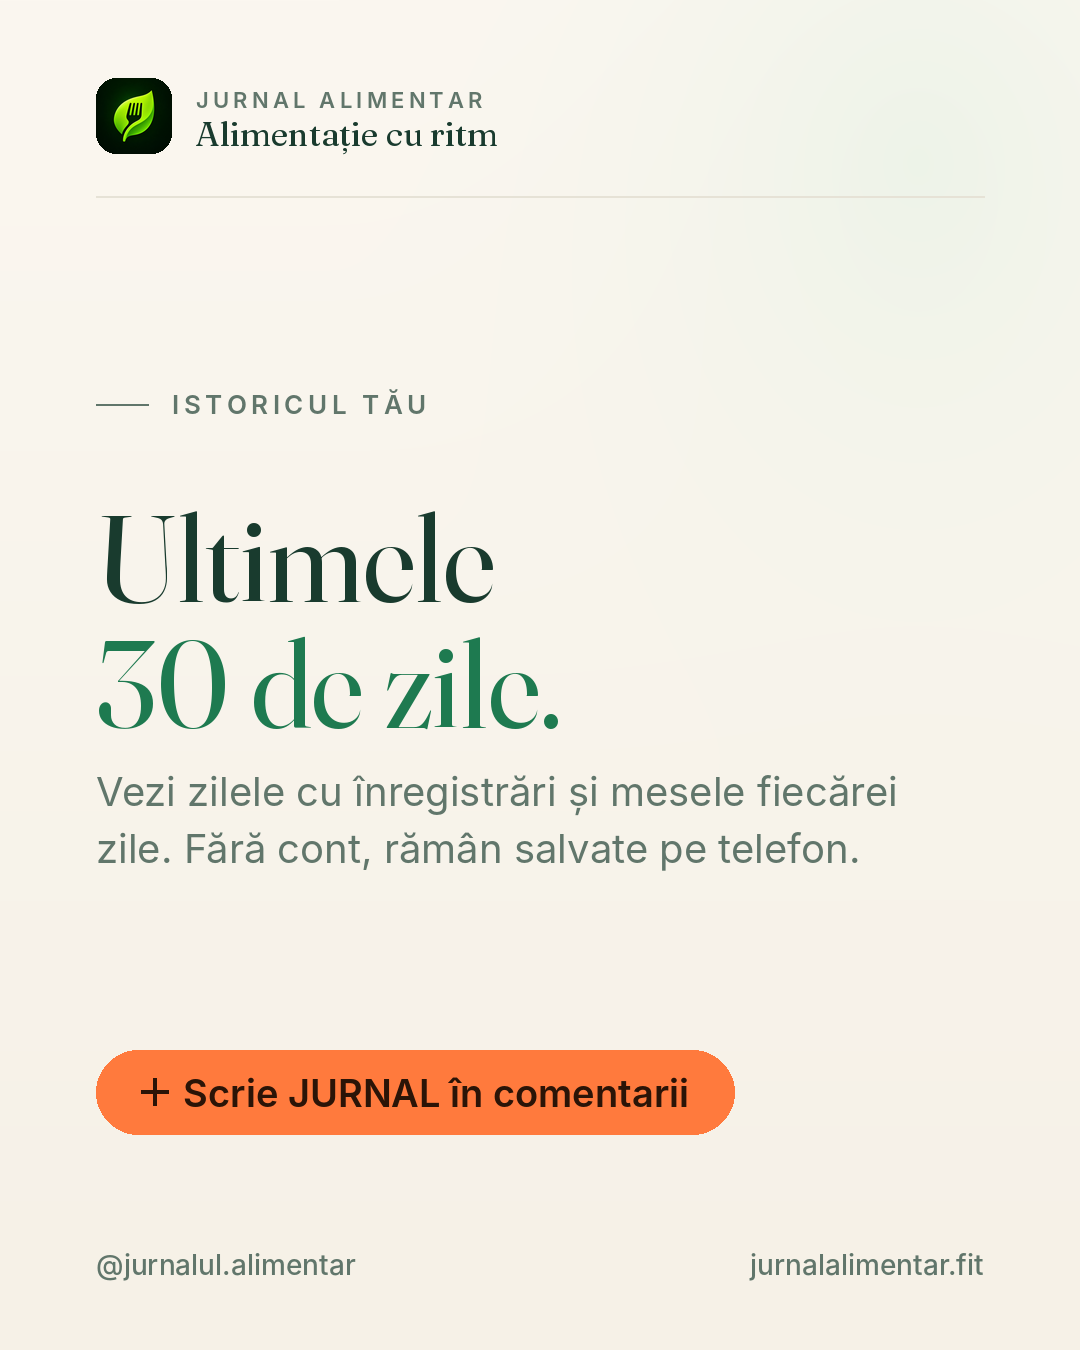 JURNAL ALIMENTAR
Alimentație cu ritm
ISTORICUL TĂU
Ultimele
30 de zile.
Vezi zilele cu înregistrări și mesele fiecărei
zile. Fără cont, rămân salvate pe telefon.
+ Scrie JURNAL în comentarii
@jurnalul.alimentar
jurnalalimentar.fit